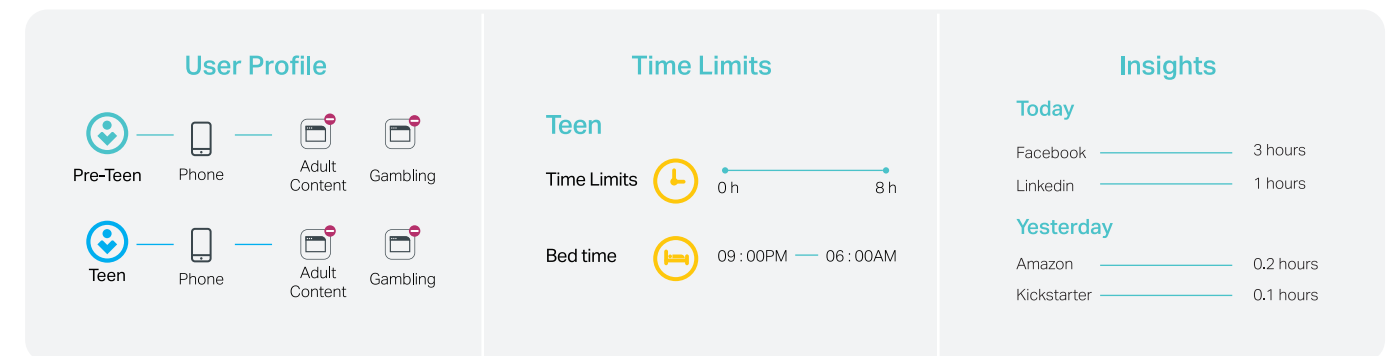 User Profile
Pre-Teen
Phone
Adult
Content
Gambling
Teen
Phone
Adult
Content
Gambling
Time Limits
Teen
Time Limits
0 h
8 h
Bed time
09 : 00PM
06 : 00AM
Insights
Today
Facebook
3 hours
Linkedin
1 hours
Yesterday
Amazon
0.2 hours
Kickstarter
0.1 hours